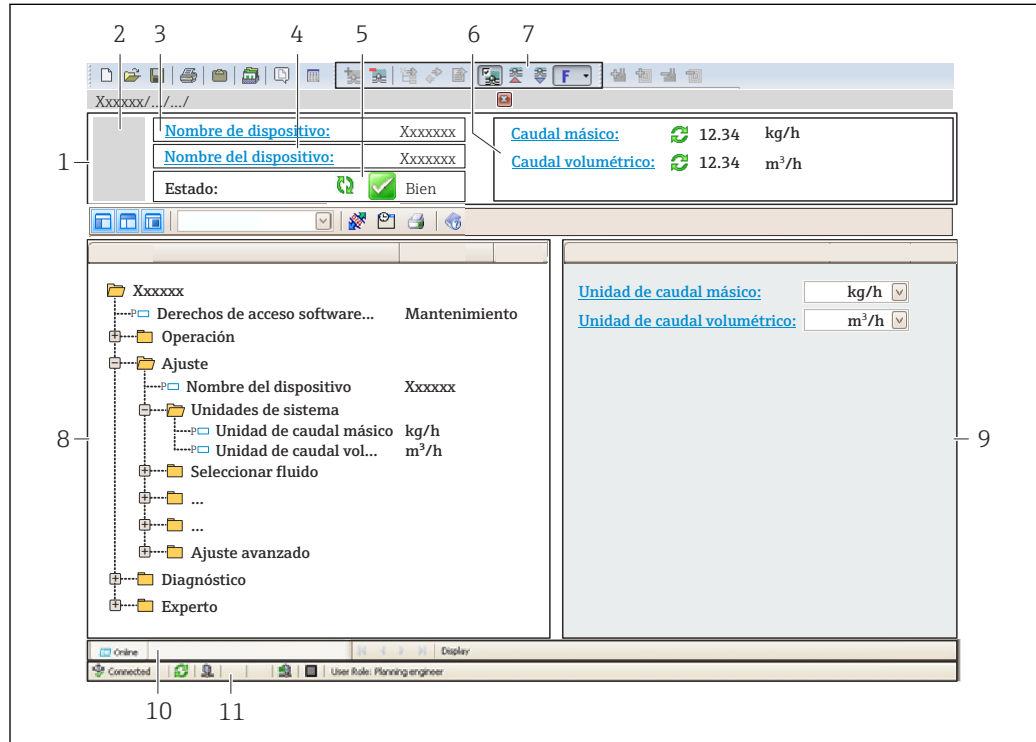 2 3 4 5 6 7
F
Xxxxxx/.../.../
1
Nombre de dispositivo: Xxxxxxx
Nombre del dispositivo: Xxxxxxx
Estado: Bien
Caudal másico: 12.34 kg/h
Caudal volumétrico: 12.34 m³/h
Xxxxxx
P Derechos de acceso software... Mantenimiento
Operación
Ajuste
P Nombre del dispositivo Xxxxxx
Unidades de sistema
P Unidad de caudal másico kg/h
P Unidad de caudal vol... m³/h
Seleccionar fluido
...
...
Ajuste avanzado
Diagnóstico
Experto
8
Unidad de caudal másico: kg/h
Unidad de caudal volumétrico: m³/h
9
Online Display
Connected User Role: Planning engineer
10 11